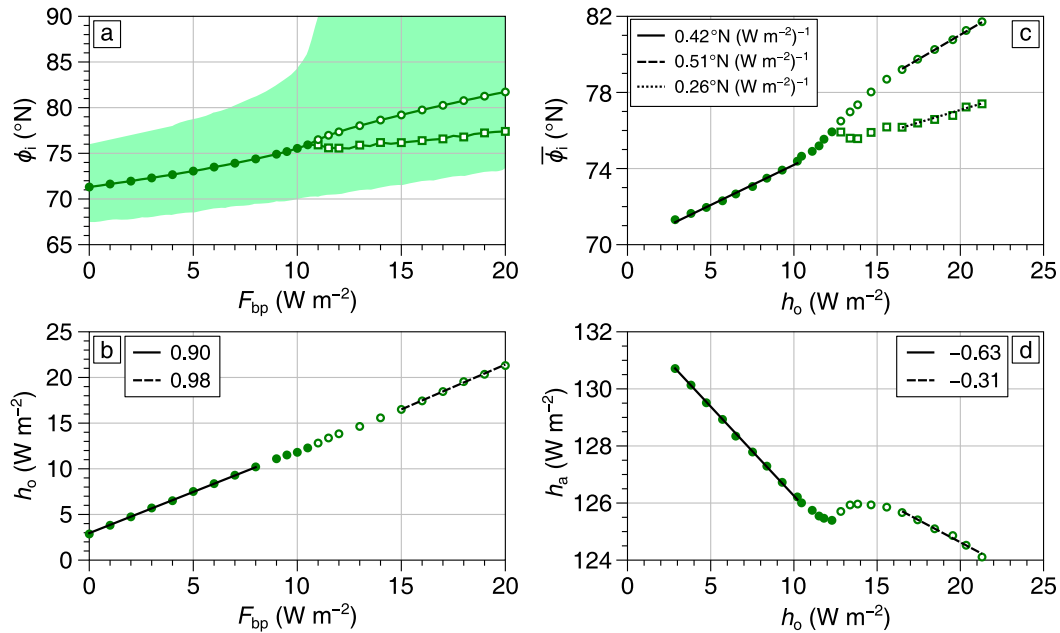 a
90
85
80
75
70
65
ϕi (°N)
0 5 10 15 20
Fbp (W m−2)
c
0.42°N (W m−2)−1
0.51°N (W m−2)−1
0.26°N (W m−2)−1
82
78
74
70
ϕ̅i (°N)
0 5 10 15 20 25
ho (W m−2)
b
0.90
0.98
25
20
15
10
5
0
ho (W m−2)
0 5 10 15 20
Fbp (W m−2)
d
−0.63
−0.31
132
130
128
126
124
ha (W m−2)
0 5 10 15 20 25
ho (W m−2)